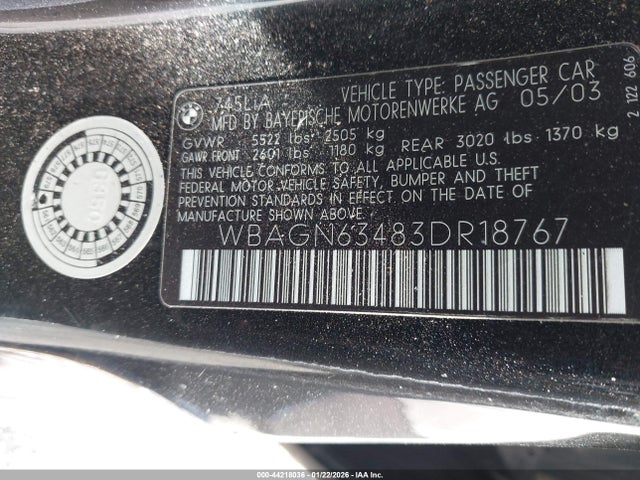 BMW
745LiA VEHICLE TYPE: PASSENGER CAR
MFD BY BAYERISCHE MOTORENWERKE AG 05/03
GVWR 5522 lbs 2505 kg
GAWR FRONT 2601 lbs 1180 kg REAR 3020 lbs 1370 kg
THIS VEHICLE CONFORMS TO ALL APPLICABLE U.S.
FEDERAL MOTOR VEHICLE SAFETY, BUMPER AND THEFT
PREVENTION STANDARDS IN EFFECT ON THE DATE OF
MANUFACTURE.
WBAGN63483DR18767
2 122 606
000-44218036 - 01/22/2026 - IAA Inc.